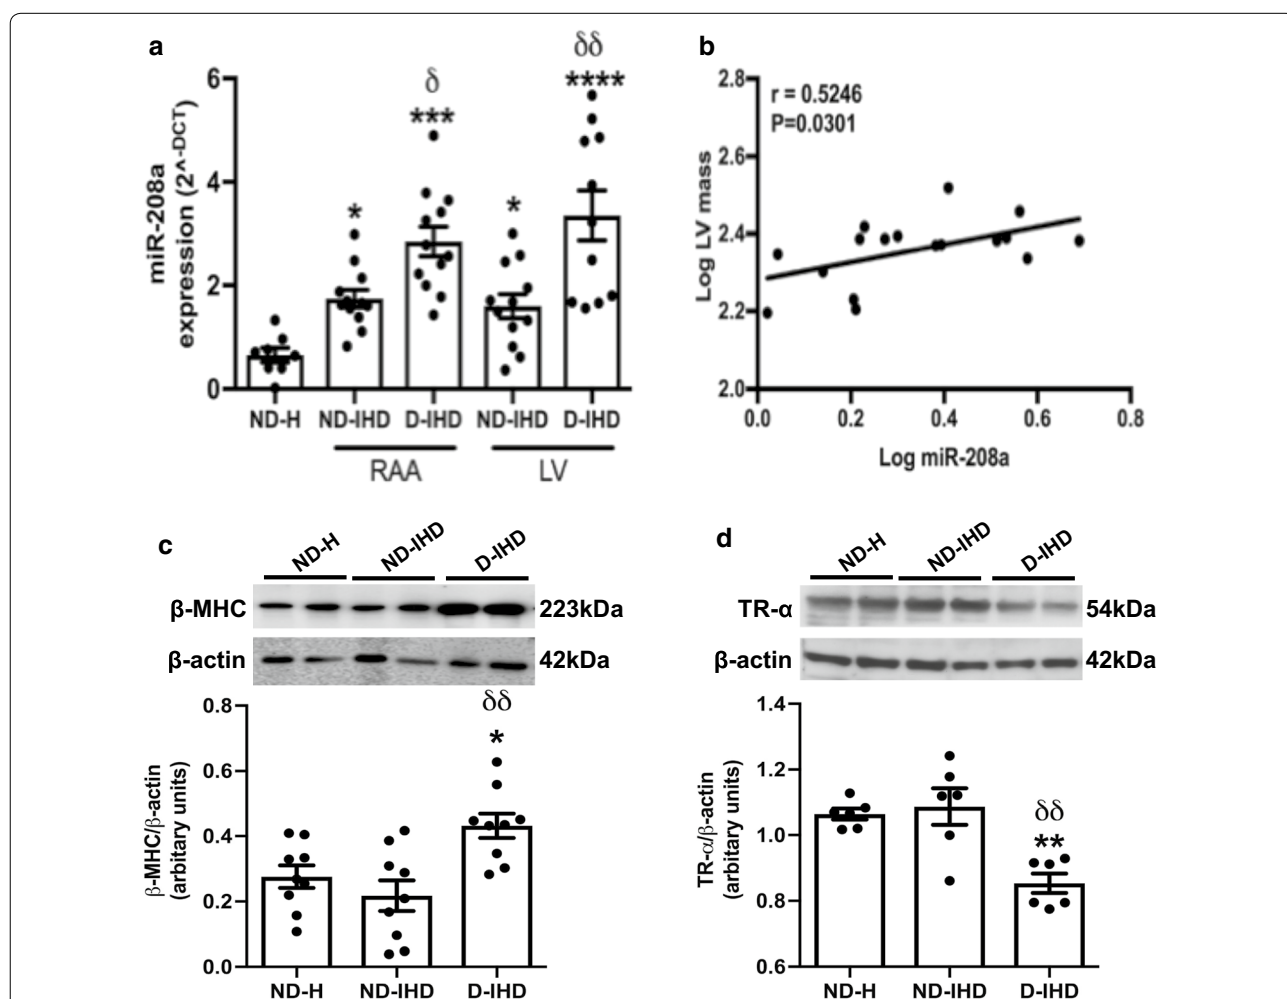 a
miR-208a
expression (2^-DCT)
6
4
2
0
*
δ
***
*
δδ
****
ND-H
ND-IHD
D-IHD
ND-IHD
D-IHD
RAA
LV
b
r = 0.5246
P=0.0301
Log LV mass
2.8
2.6
2.4
2.2
2.0
0.0
0.2
0.4
0.6
0.8
Log miR-208a
c
ND-H
ND-IHD
D-IHD
β-MHC
223kDa
β-actin
42kDa
β-MHC/β-actin
(arbitary units)
0.8
0.6
0.4
0.2
0.0
δδ
*
ND-H
ND-IHD
D-IHD
d
ND-H
ND-IHD
D-IHD
TR-α
54kDa
β-actin
42kDa
TR-α/β-actin
(arbitary units)
1.4
1.2
1.0
0.8
0.6
δδ
**
ND-H
ND-IHD
D-IHD